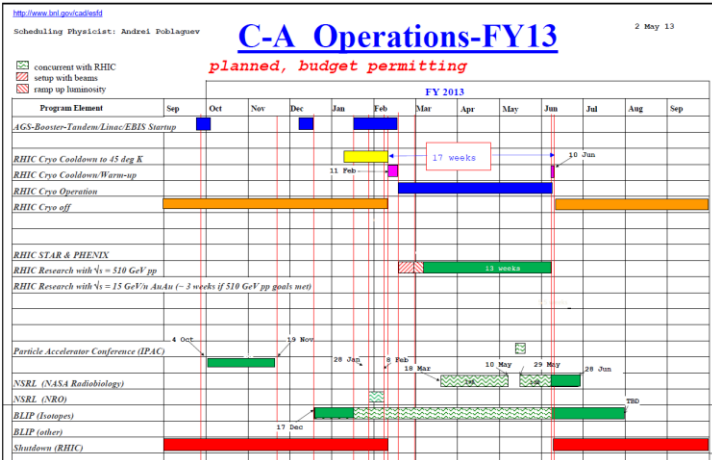 http://www.bnl.gov/cad/esfd
Scheduling Physicist: Andrei Poblaguev
C-A Operations-FY13
2 May 13
planned, budget permitting
concurrent with RHIC
setup with beams
ramp up luminosity
FY 2013
Program Element Sep Oct Nov Dec Jan Feb Mar Apr May Jun Jul Aug Sep
AGS-Booster-Tandem/Linac/EBIS Startup
RHIC Cryo Cooldown to 45 deg K
17 weeks
10 Jun
RHIC Cryo Cooldown/Warm-up
11 Feb
RHIC Cryo Operation
RHIC Cryo off
RHIC STAR & PHENIX
RHIC Research with √s = 510 GeV pp
13 weeks
RHIC Research with √s = 15 GeV/n AuAu (~ 3 weeks if 510 GeV pp goals met)
4 Oct
19 Nov
Particle Accelerator Conference (IPAC)
28 Jan
8 Feb
18 Mar
10 May
29 May
28 Jun
NSRL (NASA Radiobiology)
NSRL (NRO)
BLIP (Isotopes)
TBD
17 Dec
BLIP (other)
Shutdown (RHIC)